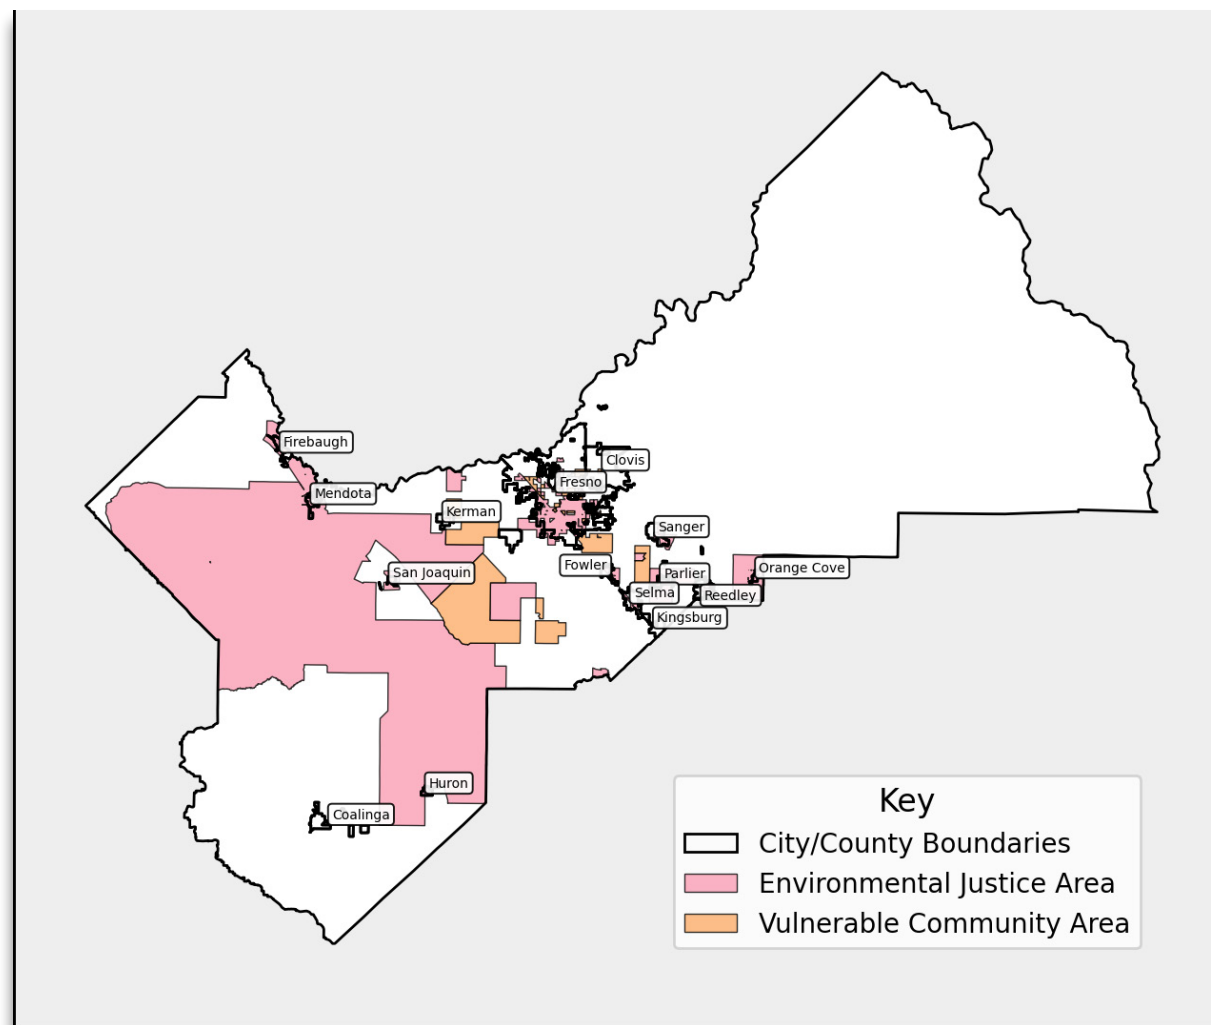 Firebaugh
Clovis
Fresno
Mendota
Kerman
Sanger
Fowler
Orange Cove
San Joaquin
Parlier
Selma
Reedley
Kingsburg
Huron
Coalinga
Key
City/County Boundaries
Environmental Justice Area
Vulnerable Community Area